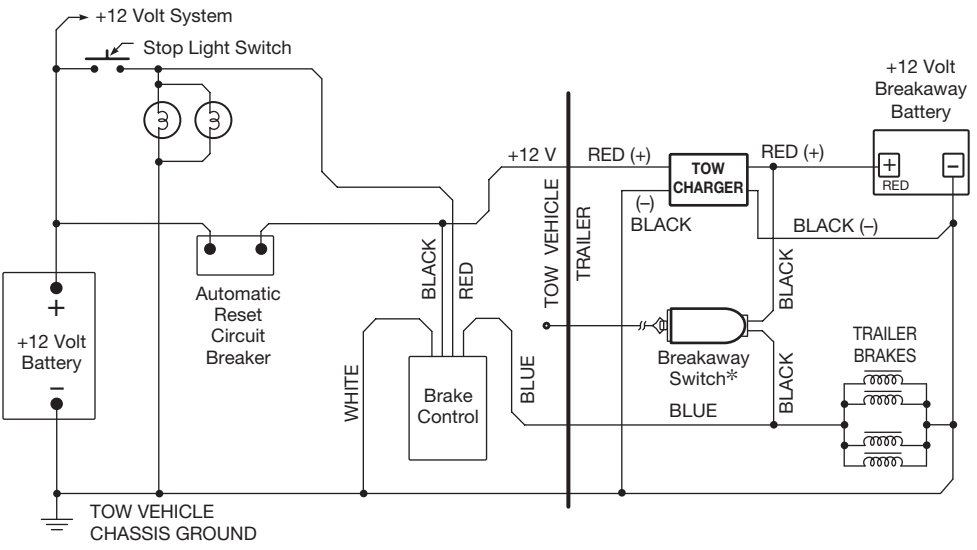 +12 Volt System
Stop Light Switch
+12 Volt
Breakaway
Battery
+12 V
RED (+)
TOW
CHARGER
RED (+)
+
−
RED
(–)
BLACK
BLACK (–)
TOW VEHICLE
TRAILER
BLACK
RED
BLACK
Automatic
Reset
Circuit
Breaker
+
+12 Volt
Battery
−
WHITE
Brake
Control
BLUE
Breakaway
Switch*
BLACK
TRAILER
BRAKES
BLUE
TOW VEHICLE
CHASSIS GROUND